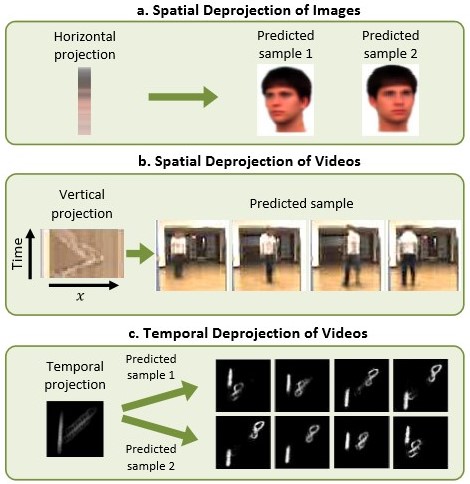 a. Spatial Deprojection of Images
Horizontal
projection
Predicted
sample 1
Predicted
sample 2
b. Spatial Deprojection of Videos
Vertical
projection
Predicted sample
Time
x
c. Temporal Deprojection of Videos
Temporal
projection
Predicted
sample 1
Predicted
sample 2